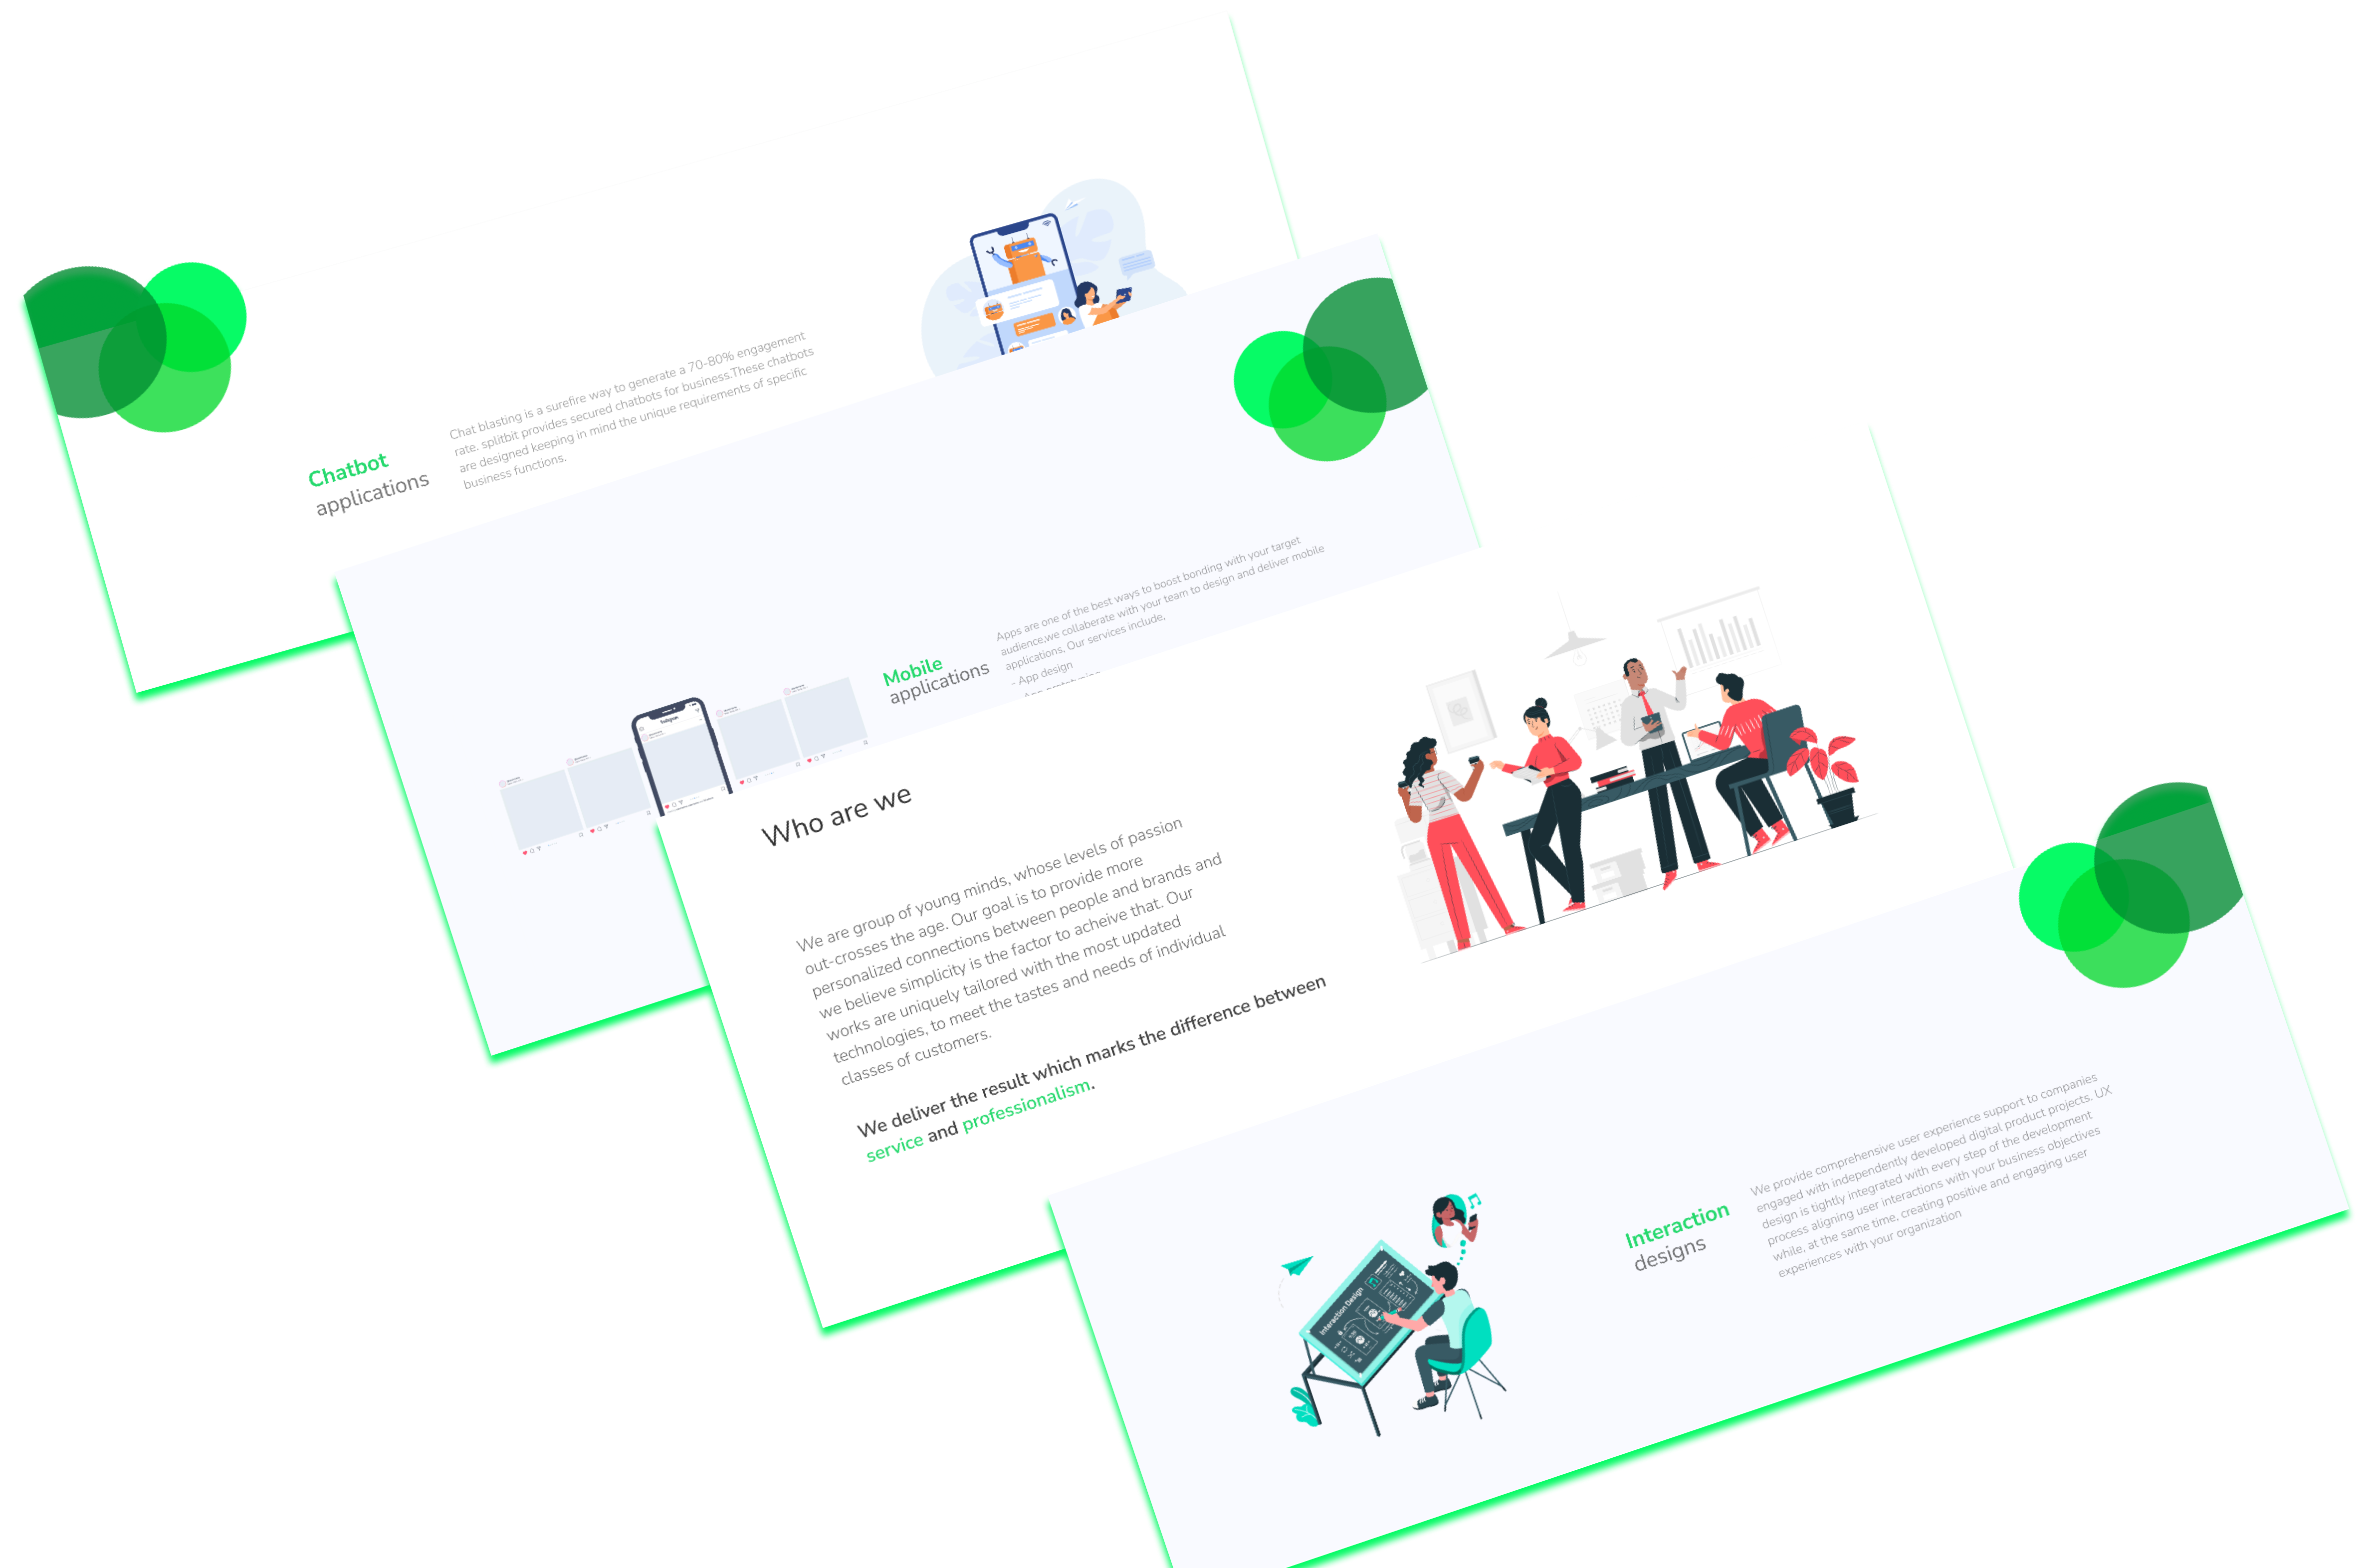 Chatbot
applications
Chat blasting is a surefire way to generate a 70-80% engagement
rate. splitbit provides secured chatbots for business.These chatbots
are designed keeping in mind the unique requirements of specific
business functions.
Mobile
applications
Apps are one of the best ways to boost bonding with your target
audience,we collaberate with your team to design and deliver mobile
applications, Our services include,
- App design
Who are we
We are group of young minds, whose levels of passion
out-crosses the age. Our goal is to provide more
personalized connections between people and brands and
we believe simplicity is the factor to acheive that. Our
works are uniquely tailored with the most updated
technologies, to meet the tastes and needs of individual
classes of customers.
We deliver the result which marks the difference between
service and professionalism.
Interaction Design
Interaction
designs
We provide comprehensive user experience support to companies
engaged with independently developed digital product projects. UX
design is tightly integrated with every step of the development
process aligning user interactions with your business objectives
while, at the same time, creating positive and engaging user
experiences with your organization